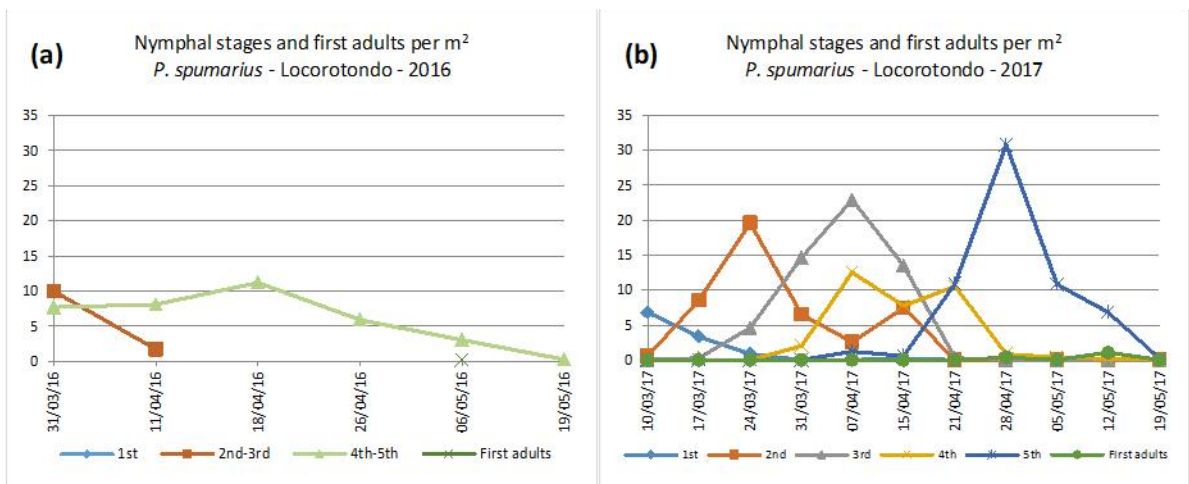 (a)
Nymphal stages and first adults per m²
P. spumarius - Locorotondo - 2016
35
30
25
20
15
10
5
0
31/03/16
11/04/16
18/04/16
26/04/16
06/05/16
19/05/16
1st
2nd-3rd
4th-5th
First adults
(b)
Nymphal stages and first adults per m²
P. spumarius - Locorotondo - 2017
35
30
25
20
15
10
5
0
10/03/17
17/03/17
24/03/17
31/03/17
07/04/17
15/04/17
21/04/17
28/04/17
05/05/17
12/05/17
19/05/17
1st
2nd
3rd
4th
5th
First adults